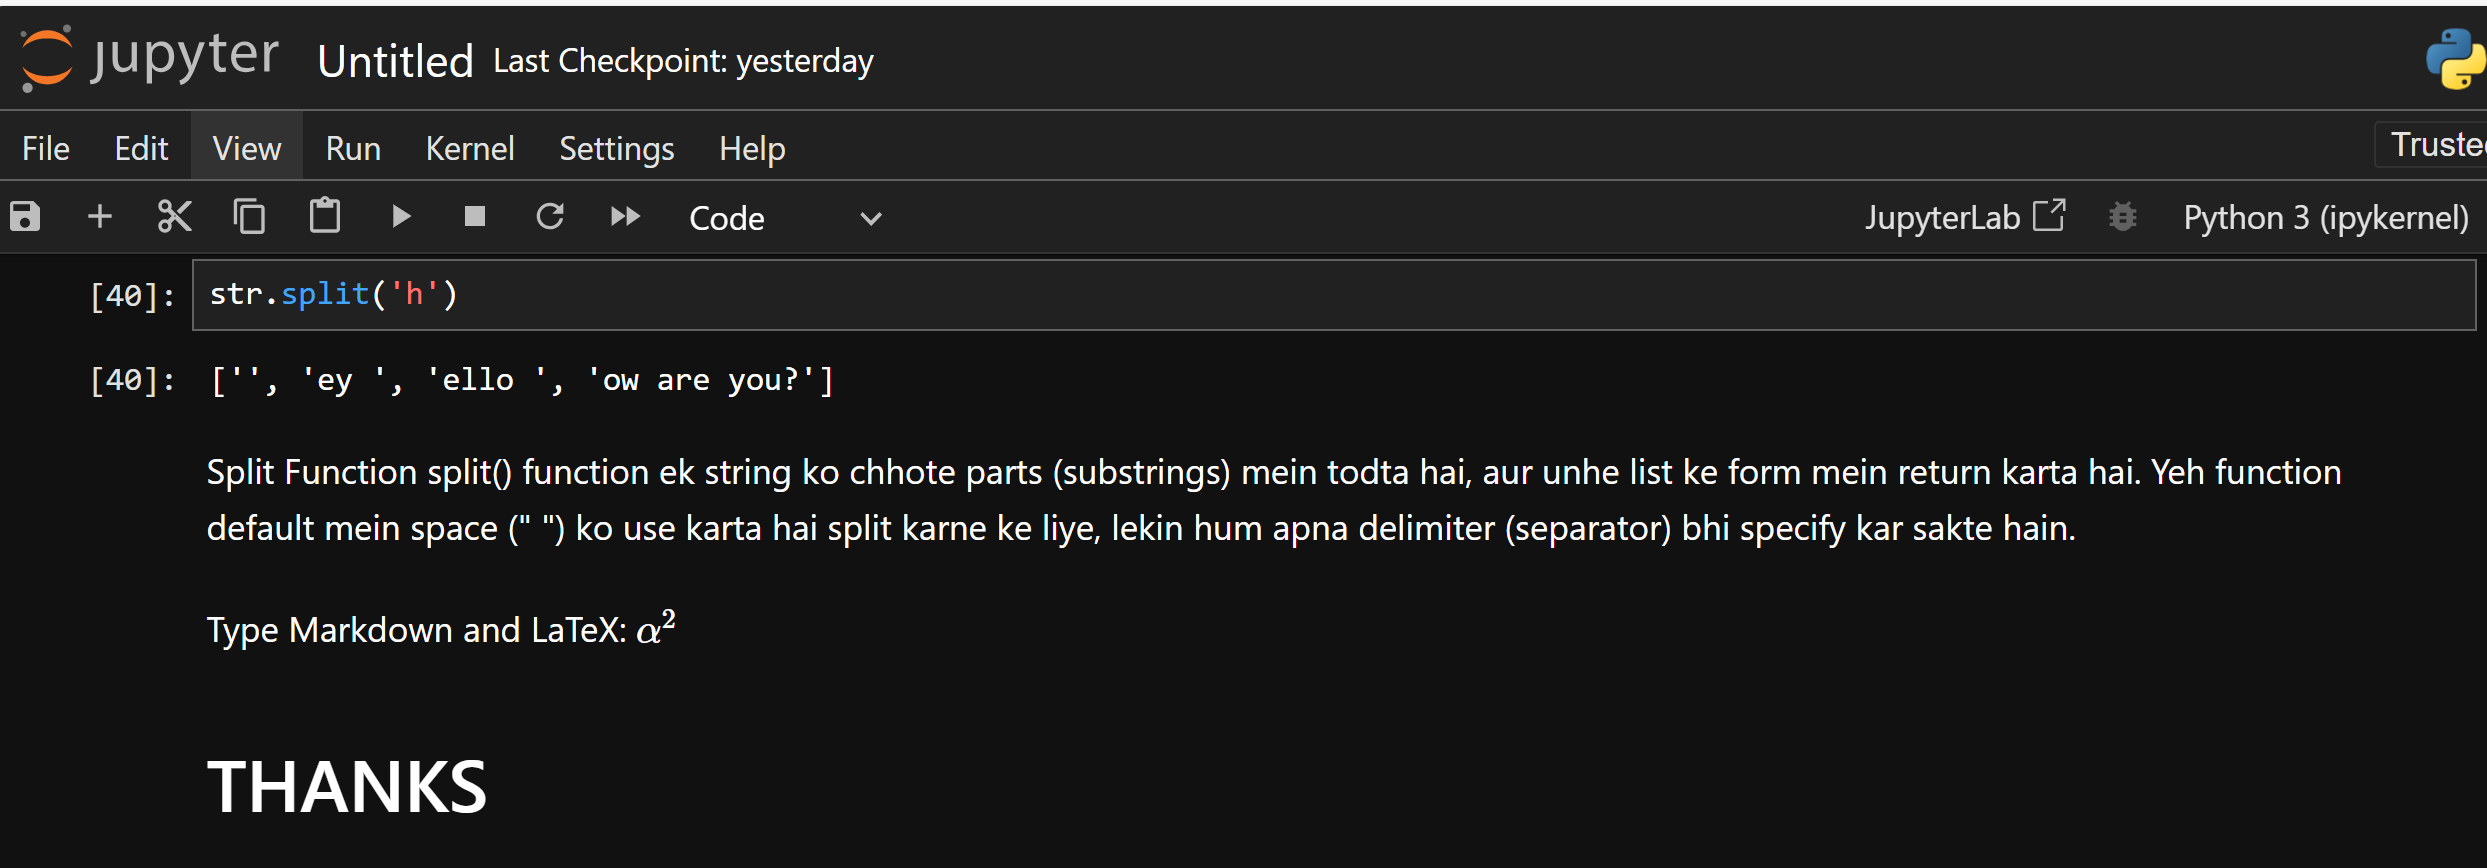 jupyter Untitled Last Checkpoint: yesterday
File Edit View Run Kernel Settings Help Truste
Code JupyterLab Python 3 (ipykernel)
[40]: str.split('h')
[40]: ['', 'ey ', 'ello ', 'ow are you?']
Split Function split() function ek string ko chhote parts (substrings) mein todta hai, aur unhe list ke form mein return karta hai. Yeh function
default mein space (" ") ko use karta hai split karne ke liye, lekin hum apna delimiter (separator) bhi specify kar sakte hain.
Type Markdown and LaTeX: α²
THANKS